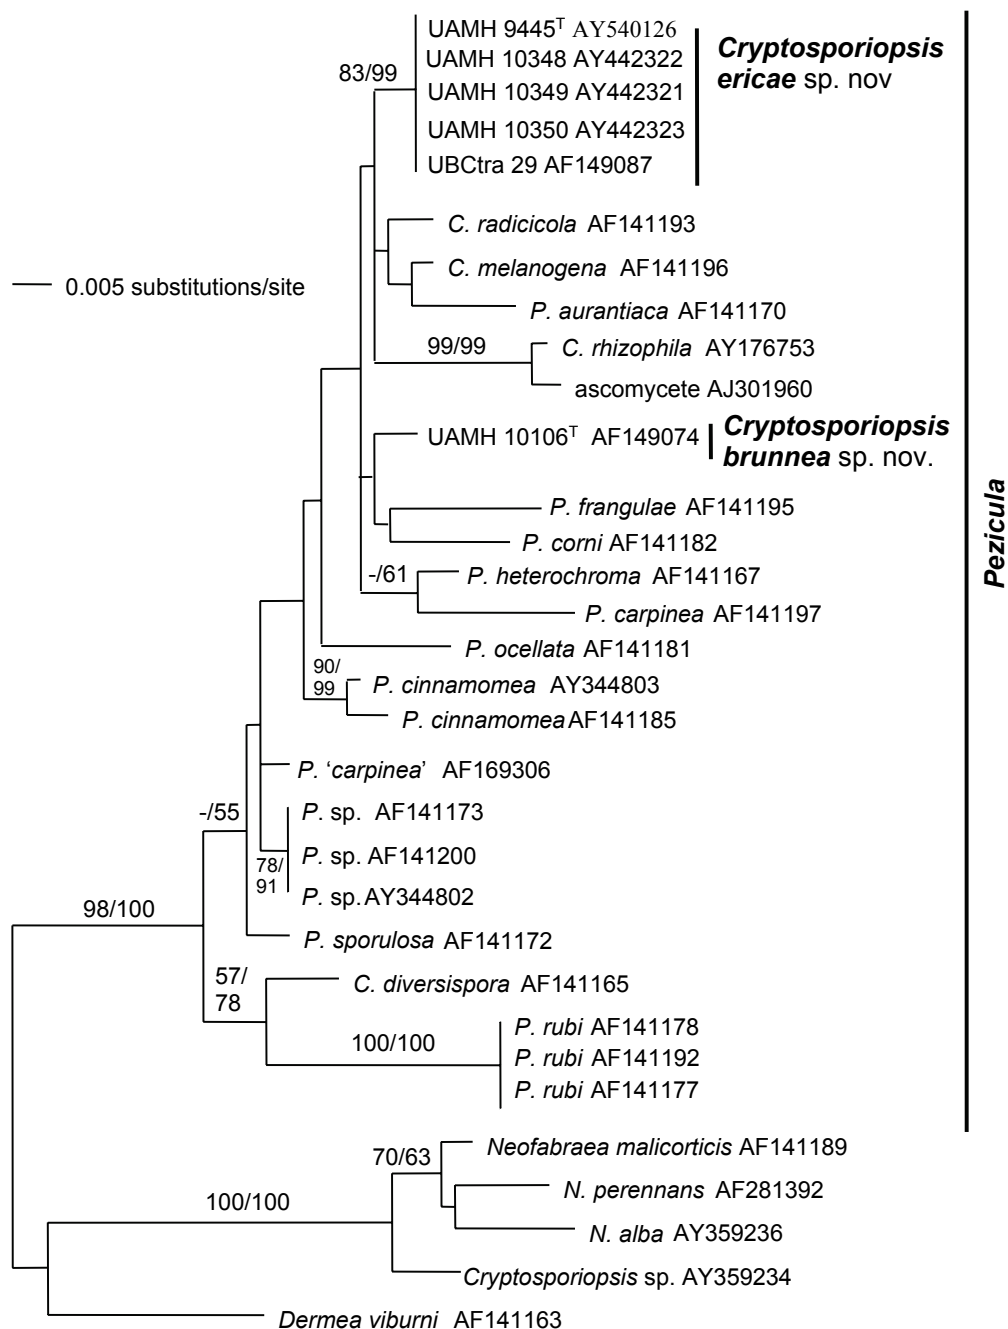 UAMH 9445T AY540126
UAMH 10348 AY442322
83/99
UAMH 10349 AY442321
UAMH 10350 AY442323
UBCtra 29 AF149087
Cryptosporiopsis
ericae sp. nov
C. radicicola AF141193
C. melanogena AF141196
0.005 substitutions/site
P. aurantiaca AF141170
99/99
C. rhizophila AY176753
ascomycete AJ301960
UAMH 10106T AF149074
Cryptosporiopsis
brunnea sp. nov.
Pezicula
P. frangulae AF141195
P. corni AF141182
-/61
P. heterochroma AF141167
P. carpinea AF141197
P. ocellata AF141181
90/
99
P. cinnamomea AY344803
P. cinnamomea AF141185
P. ‘carpinea’ AF169306
-/55
P. sp. AF141173
78/
91
P. sp. AF141200
P. sp. AY344802
98/100
P. sporulosa AF141172
57/
78
C. diversispora AF141165
100/100
P. rubi AF141178
P. rubi AF141192
P. rubi AF141177
70/63
Neofabraea malicorticis AF141189
N. perennans AF281392
100/100
N. alba AY359236
Cryptosporiopsis sp. AY359234
Dermea viburni AF141163